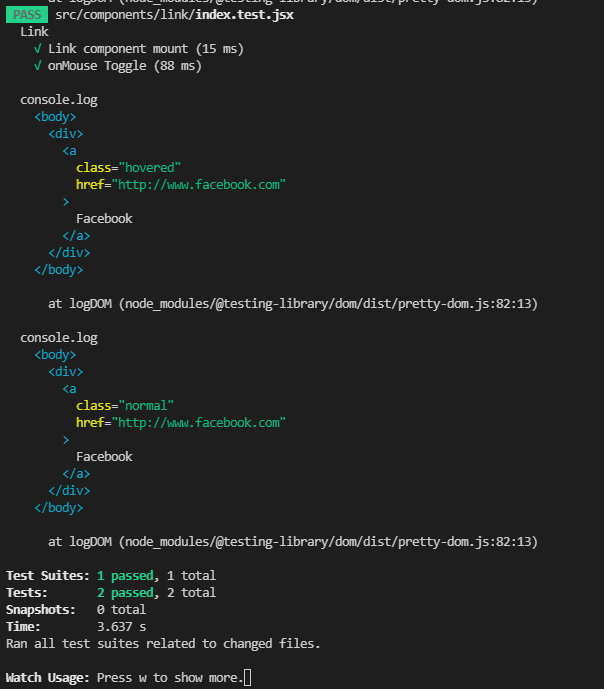 at logDOM (node_modules/@testing-library/dom/dist/pretty-dom.js:82:13)
PASS src/components/link/index.test.jsx
Link
√ Link component mount (15 ms)
√ onMouse Toggle (88 ms)
console.log
<body>
<div>
<a
class="hovered"
href="http://www.facebook.com"
>
Facebook
</a>
</div>
</body>
at logDOM (node_modules/@testing-library/dom/dist/pretty-dom.js:82:13)
console.log
<body>
<div>
<a
class="normal"
href="http://www.facebook.com"
>
Facebook
</a>
</div>
</body>
at logDOM (node_modules/@testing-library/dom/dist/pretty-dom.js:82:13)
Test Suites: 1 passed, 1 total
Tests: 2 passed, 2 total
Snapshots: 0 total
Time: 3.637 s
Ran all test suites related to changed files.
Watch Usage: Press w to show more.